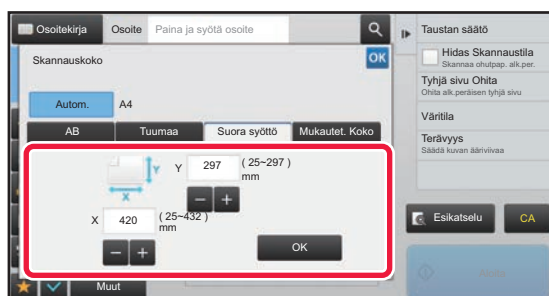 Osoitekirja
Osoite
Paina ja syötä osoite
Skannauskoko
OK
Autom.
A4
AB
Tuumaa
Suora syöttö
Mukautet. Koko
Y
Y
297
(25~297)
mm
X
X
420
(25~432)
mm
OK
Muut
Taustan säätö
Hidas Skannaustila
Skannaa ohutpap. alk.per.
Tyhjä sivu Ohita
Ohita alk.peräisen tyhjä sivu
Väritila
Terävyys
Säädä kuvan ääriviivaa
Esikatselu
CA